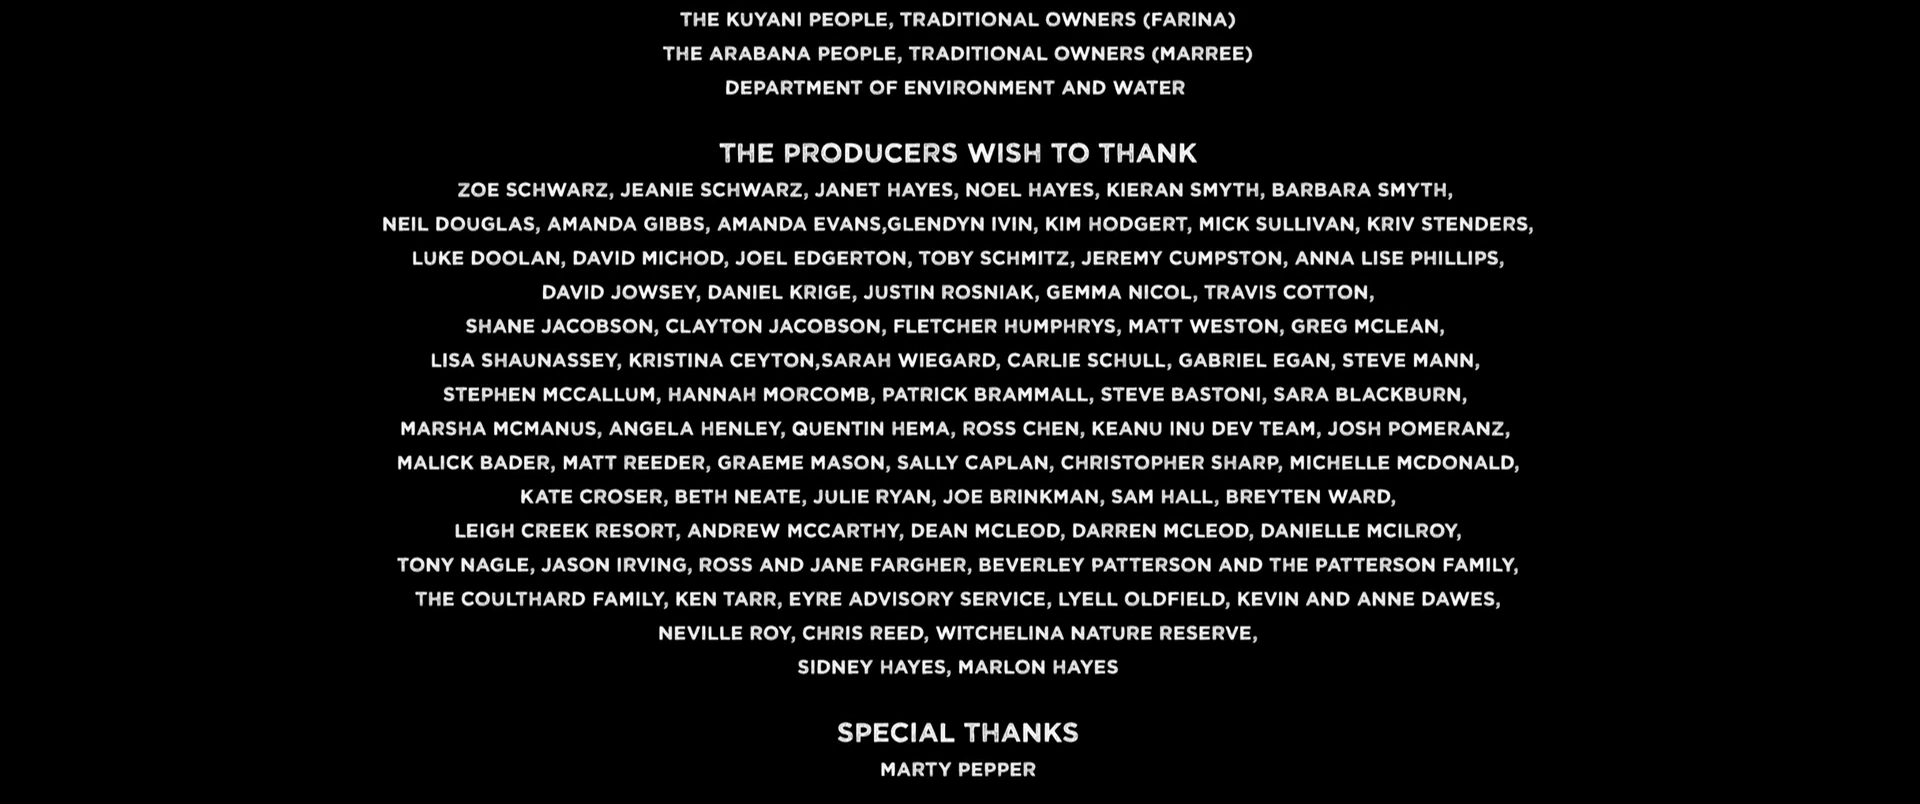 THE KUYANI PEOPLE, TRADITIONAL OWNERS (FARINA)
THE ARABANA PEOPLE, TRADITIONAL OWNERS (MARREE)
DEPARTMENT OF ENVIRONMENT AND WATER
THE PRODUCERS WISH TO THANK
ZOE SCHWARZ, JEANIE SCHWARZ, JANET HAYES, NOEL HAYES, KIERAN SMYTH, BARBARA SMYTH,
NEIL DOUGLAS, AMANDA GIBBS, AMANDA EVANS,GLENDYN IVIN, KIM HODGERT, MICK SULLIVAN, KRIV STENDERS,
LUKE DOOLAN, DAVID MICHOD, JOEL EDGERTON, TOBY SCHMITZ, JEREMY CUMPSTON, ANNA LISE PHILLIPS,
DAVID JOWSEY, DANIEL KRIGE, JUSTIN ROSNIAK, GEMMA NICOL, TRAVIS COTTON,
SHANE JACOBSON, CLAYTON JACOBSON, FLETCHER HUMPHRYS, MATT WESTON, GREG MCLEAN,
LISA SHAUNASSEY, KRISTINA CEYTON,SARAH WIEGARD, CARLIE SCHULL, GABRIEL EGAN, STEVE MANN,
STEPHEN MCCALLUM, HANNAH MORCOMB, PATRICK BRAMMALL, STEVE BASTONI, SARA BLACKBURN,
MARSHA MCMANUS, ANGELA HENLEY, QUENTIN HEMA, ROSS CHEN, KEANU INU DEV TEAM, JOSH POMERANZ,
MALICK BADER, MATT REEDER, GRAEME MASON, SALLY CAPLAN, CHRISTOPHER SHARP, MICHELLE MCDONALD,
KATE CROSER, BETH NEATE, JULIE RYAN, JOE BRINKMAN, SAM HALL, BREYTEN WARD,
LEIGH CREEK RESORT, ANDREW MCCARTHY, DEAN MCLEOD, DARREN MCLEOD, DANIELLE MCILROY,
TONY NAGLE, JASON IRVING, ROSS AND JANE FARGHER, BEVERLEY PATTERSON AND THE PATTERSON FAMILY,
THE COULTHARD FAMILY, KEN TARR, EYRE ADVISORY SERVICE, LYELL OLDFIELD, KEVIN AND ANNE DAWES,
NEVILLE ROY, CHRIS REED, WITCHELINA NATURE RESERVE,
SIDNEY HAYES, MARLON HAYES
SPECIAL THANKS
MARTY PEPPER